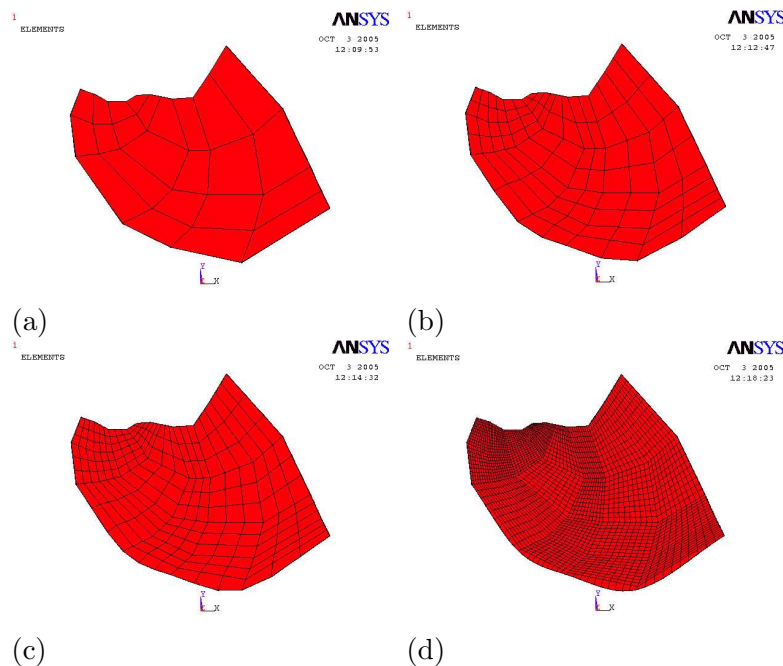 1
ELEMENTS
ANSYS
OCT 3 2005
12:09:53
Y
X
(a)
1
ELEMENTS
ANSYS
OCT 3 2005
12:12:47
Y
X
(b)
1
ELEMENTS
ANSYS
OCT 3 2005
12:14:32
Y
X
(c)
1
ELEMENTS
ANSYS
OCT 3 2005
12:18:23
Y
X
(d)